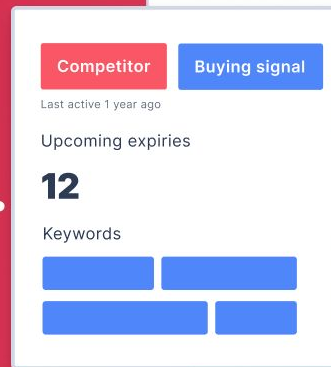 Competitor Buying signal
Last active 1 year ago
Upcoming expiries
12
Keywords